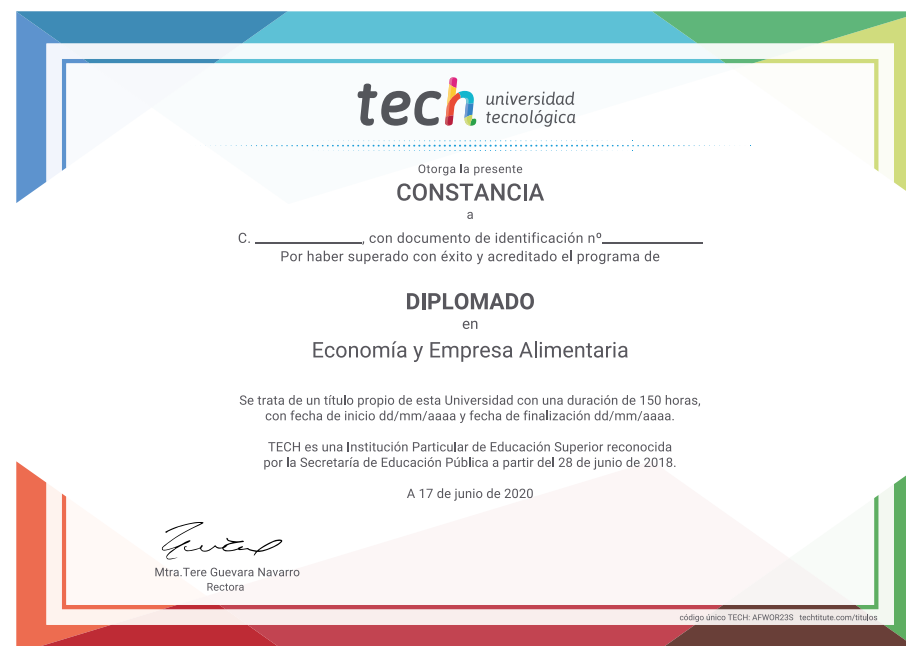 tech universidad
tecnológica
Otorga la presente
CONSTANCIA
a
C. ____________, con documento de identificación nº____________
Por haber superado con éxito y acreditado el programa de
DIPLOMADO
en
Economía y Empresa Alimentaria
Se trata de un título propio de esta Universidad con una duración de 150 horas,
con fecha de inicio dd/mm/aaaa y fecha de finalización dd/mm/aaaa.
TECH es una Institución Particular de Educación Superior reconocida
por la Secretaría de Educación Pública a partir del 28 de junio de 2018.
A 17 de junio de 2020
Mtra.Tere Guevara Navarro
Rectora
código único TECH: AFWOR23S techtitute.com/titulos